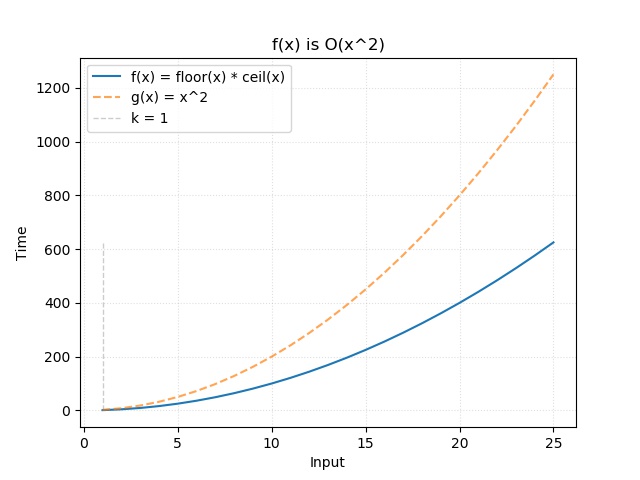 f(x) is O(x^2)
f(x) = floor(x) * ceil(x)
g(x) = x^2
k = 1
Time
1200
1000
800
600
400
200
0
0 5 10 15 20 25
Input